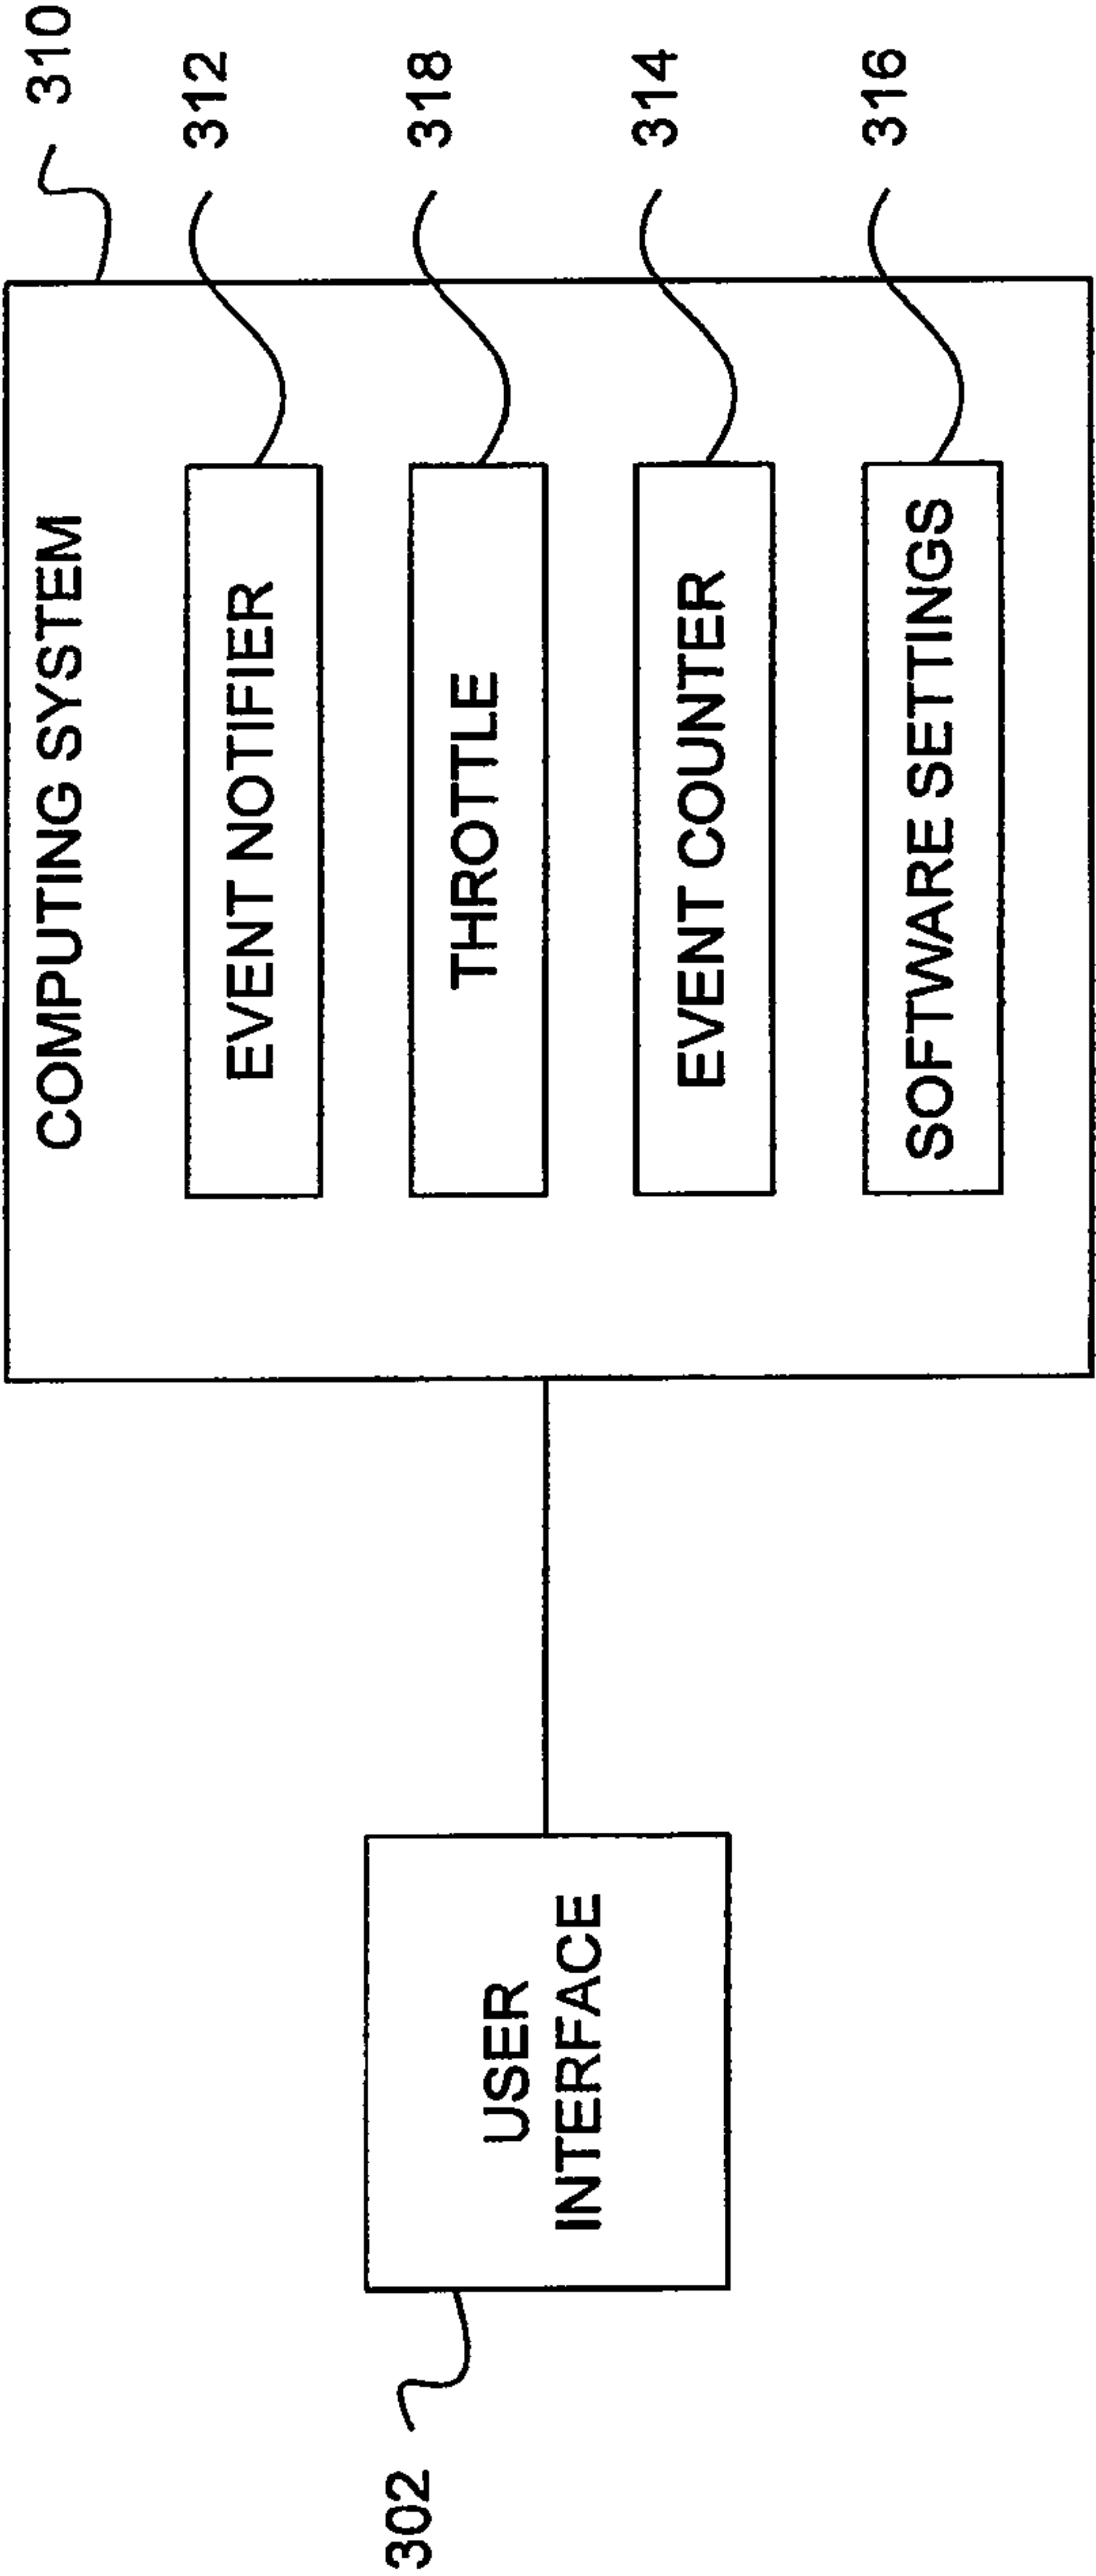 310
COMPUTING SYSTEM
312
EVENT NOTIFIER
318
THROTTLE
314
EVENT COUNTER
316
SOFTWARE SETTINGS
USER
INTERFACE
302